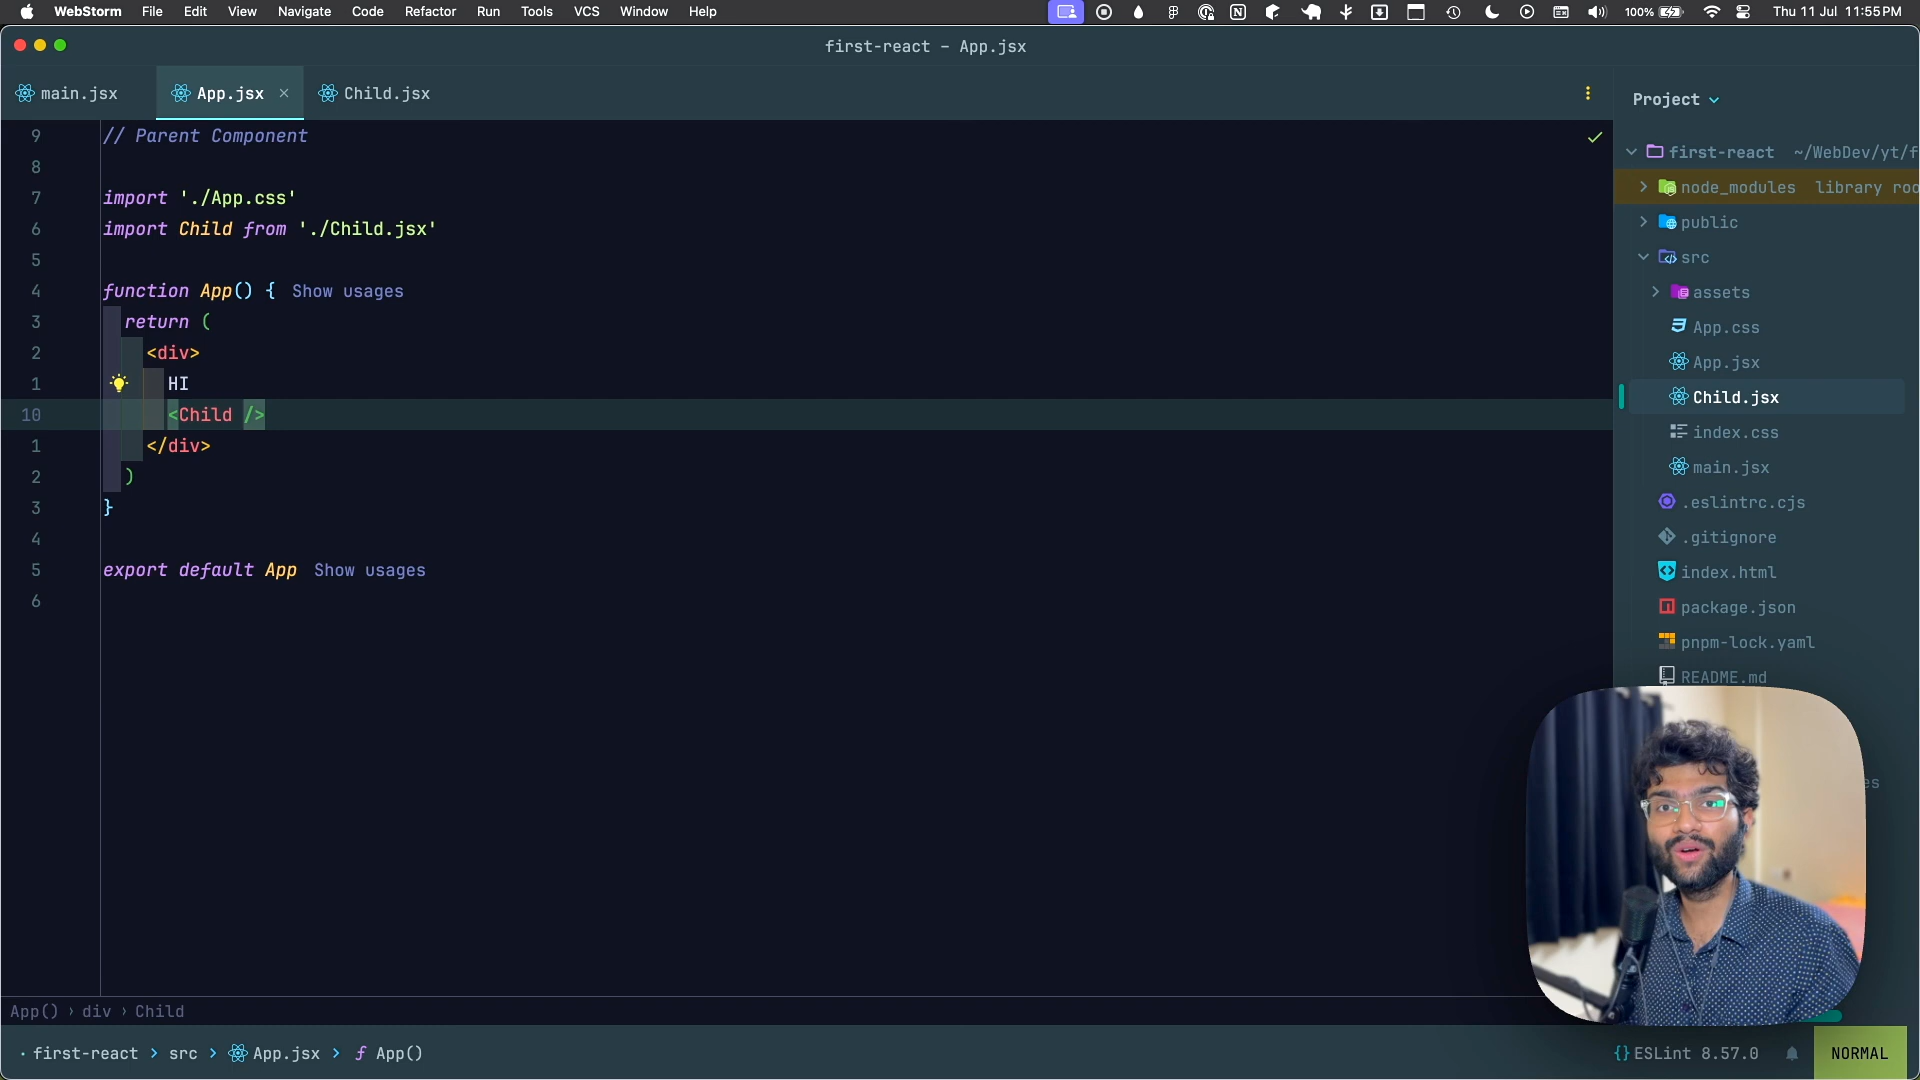 WebStorm File Edit View Navigate Code Refactor Run Tools VCS Window Help 100% Thu 11 Jul 11:55 PM
first-react – App.jsx
main.jsx App.jsx × Child.jsx
9 // Parent Component
8
7 import './App.css'
6 import Child from './Child.jsx'
5
4 function App() { Show usages
3 return (
2 <div>
1 HI
10 <Child />
1 </div>
2 )
3 }
4
5 export default App Show usages
6
Project
first-react ~/WebDev/yt/f
node_modules library roo
public
src
assets
App.css
App.jsx
Child.jsx
index.css
main.jsx
.eslintrc.cjs
.gitignore
index.html
package.json
pnpm-lock.yaml
README.md
es
App() › div › Child
first-react > src > App.jsx > f App()
{} ESLint 8.57.0 NORMAL